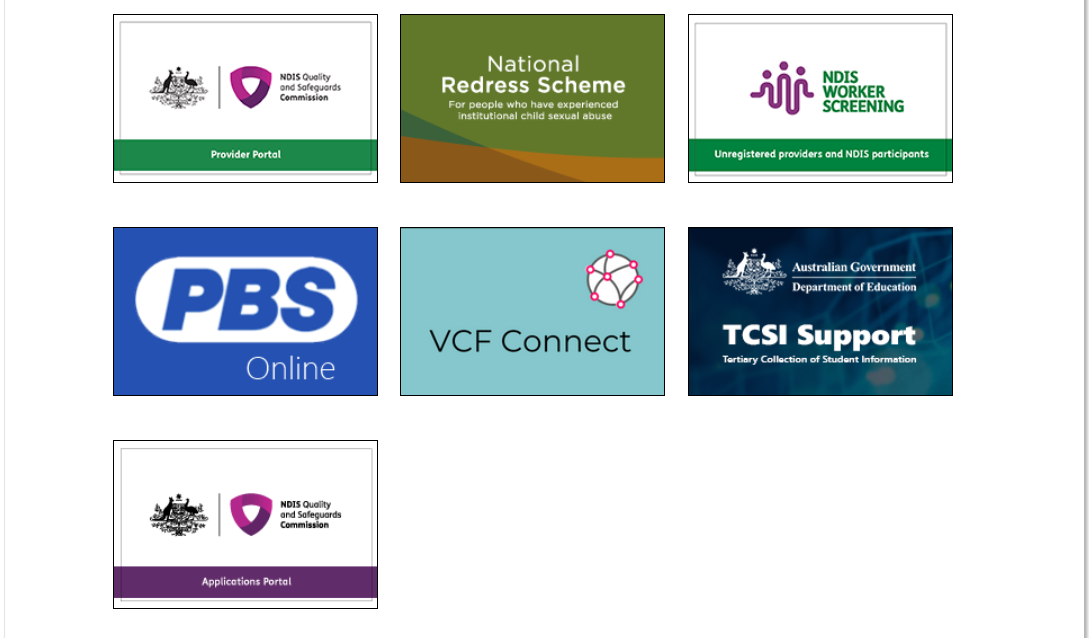 NDIS Quality
and Safeguards
Commission
Provider Portal
National
Redress Scheme
For people who have experienced
institutional child sexual abuse
NDIS
WORKER
SCREENING
Unregistered providers and NDIS participants
PBS
Online
VCF Connect
Australian Government
Department of Education
TCSI Support
Tertiary Collection of Student Information
NDIS Quality
and Safeguards
Commission
Applications Portal